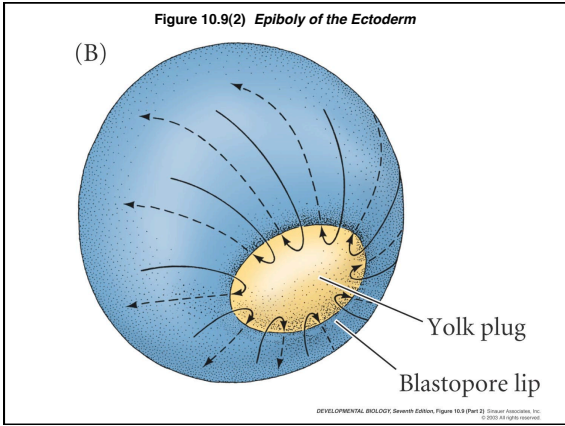 Figure 10.9(2) Epiboly of the Ectoderm
(B)
Yolk plug
Blastopore lip
DEVELOPMENTAL BIOLOGY, Seventh Edition, Figure 10.9 (Part 2) Sinauer Associates, Inc.
© 2003 All rights reserved.